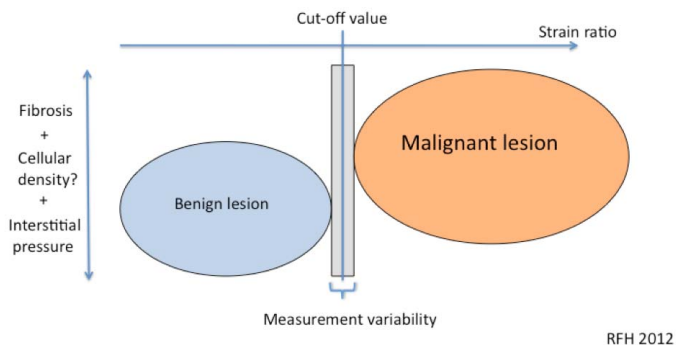 Cut-off value
Strain ratio
Fibrosis
+
Cellular
density?
+
Interstitial
pressure
Benign lesion
Malignant lesion
Measurement variability
RFH 2012